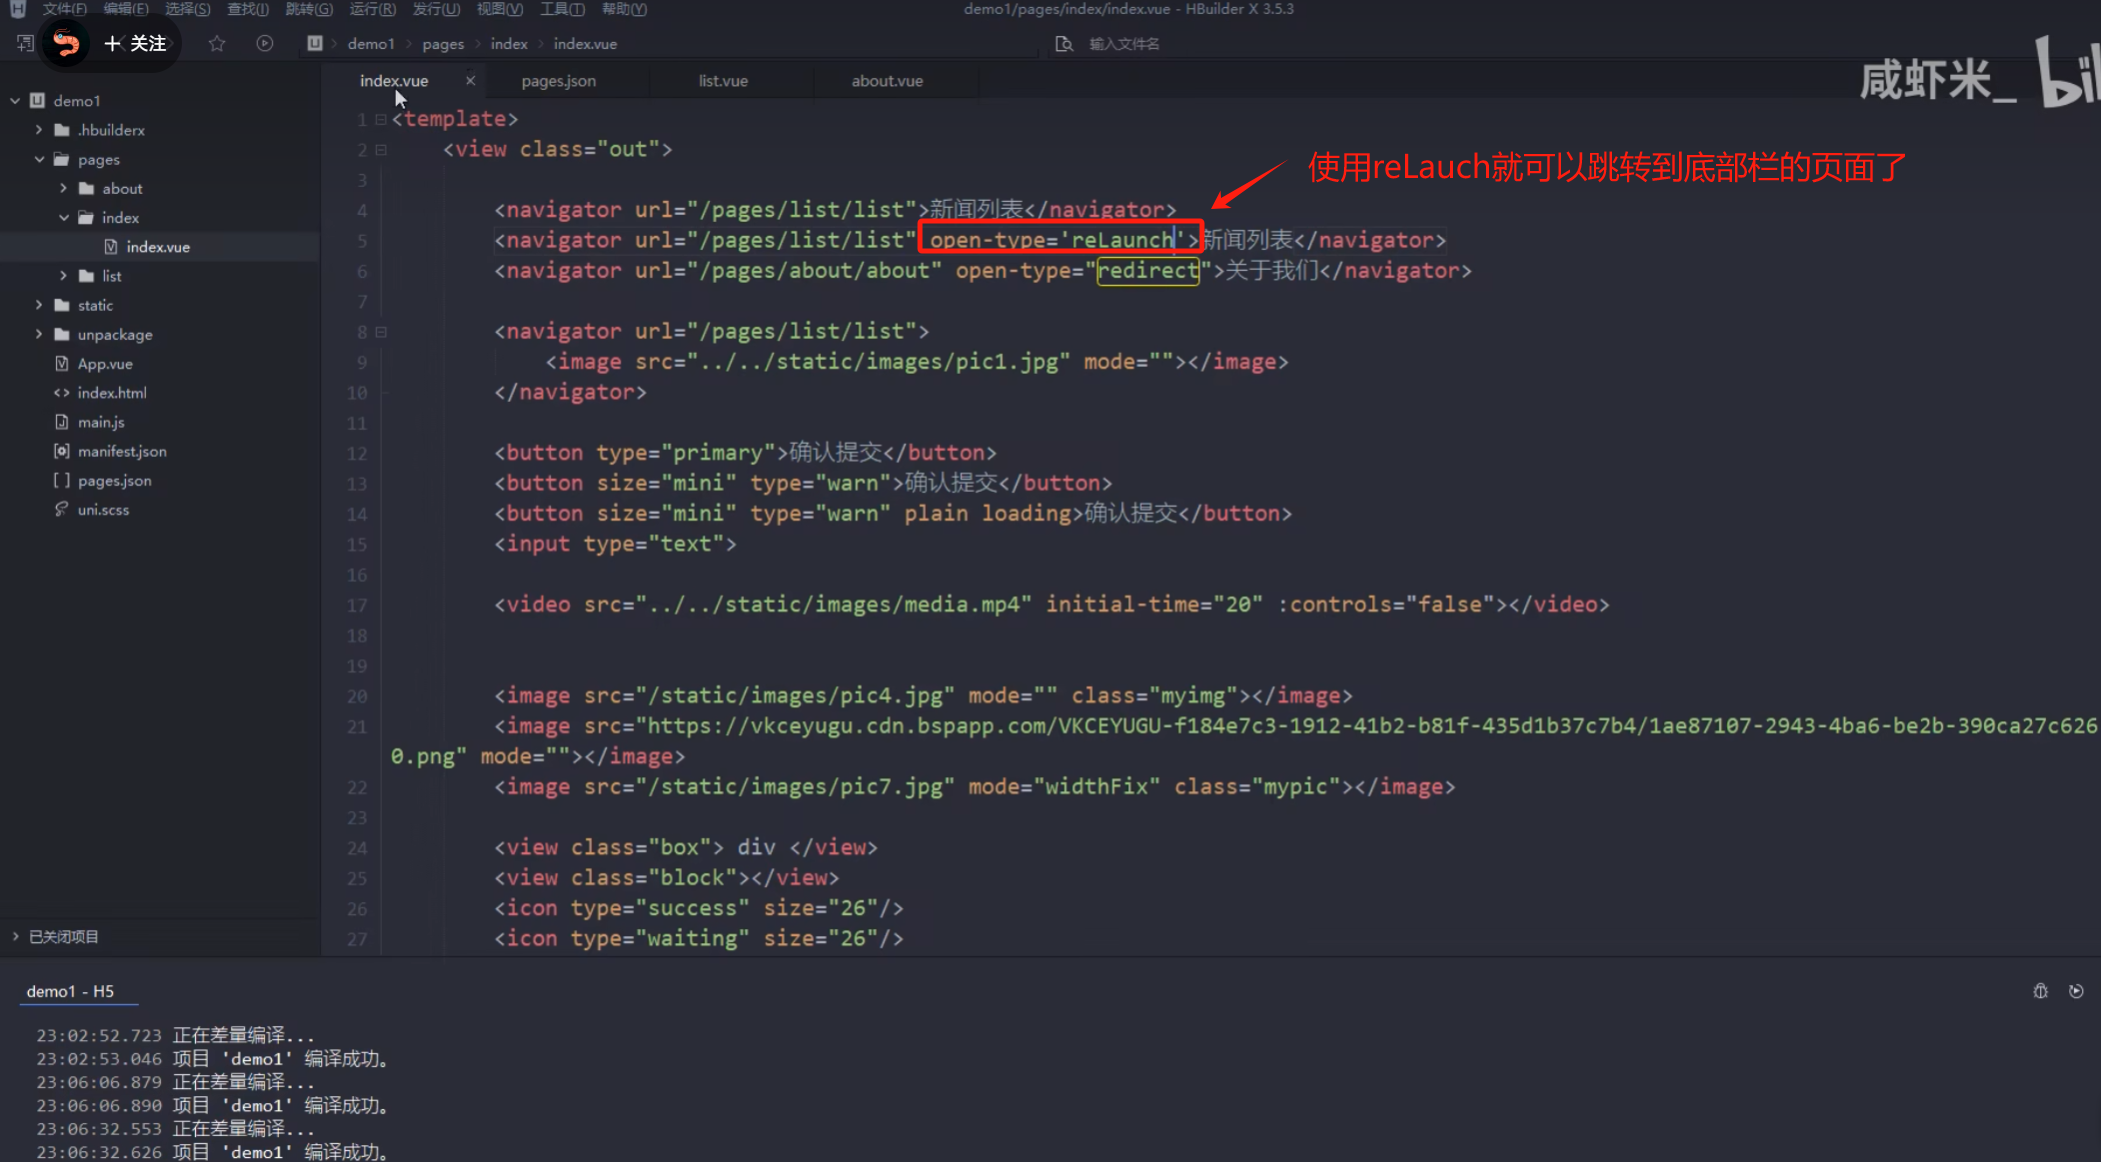 文件(F) 编辑(E) 选择(S) 查找(I) 跳转(G) 运行(R) 发行(U) 视图(V) 工具(T) 帮助(Y)
demo1/pages/index/index.vue - HBuilder X 3.5.3
关注
demo1 pages index index.vue
输入文件名
咸虾米_ bili
index.vue
pages.json
list.vue
about.vue
demo1
.hbuilderx
pages
about
index
index.vue
list
static
unpackage
App.vue
index.html
main.js
manifest.json
pages.json
uni.scss
已关闭项目
使用reLauch就可以跳转到底部栏的页面了
1 <template>
2 <view class="out">
3
4 <navigator url="/pages/list/list">新闻列表</navigator>
5 <navigator url="/pages/list/list" open-type='reLaunch'>新闻列表</navigator>
6 <navigator url="/pages/about/about" open-type="redirect">关于我们</navigator>
7
8 <navigator url="/pages/list/list">
9 <image src="../../static/images/pic1.jpg" mode=""></image>
10 </navigator>
11
12 <button type="primary">确认提交</button>
13 <button size="mini" type="warn">确认提交</button>
14 <button size="mini" type="warn" plain loading>确认提交</button>
15 <input type="text">
16
17 <video src="../../static/images/media.mp4" initial-time="20" :controls="false"></video>
18
19
20 <image src="/static/images/pic4.jpg" mode="" class="myimg"></image>
21 <image src="https://vkceyugu.cdn.bspapp.com/VKCEYUGU-f184e7c3-1912-41b2-b81f-435d1b37c7b4/1ae87107-2943-4ba6-be2b-390ca27c626
0.png" mode=""></image>
22 <image src="/static/images/pic7.jpg" mode="widthFix" class="mypic"></image>
23
24 <view class="box"> div </view>
25 <view class="block"></view>
26 <icon type="success" size="26"/>
27 <icon type="waiting" size="26"/>
demo1 - H5
23:02:52.723 正在差量编译...
23:02:53.046 项目 'demo1' 编译成功。
23:06:06.879 正在差量编译...
23:06:06.890 项目 'demo1' 编译成功。
23:06:32.553 正在差量编译...
23:06:32.626 项目 'demo1' 编译成功。